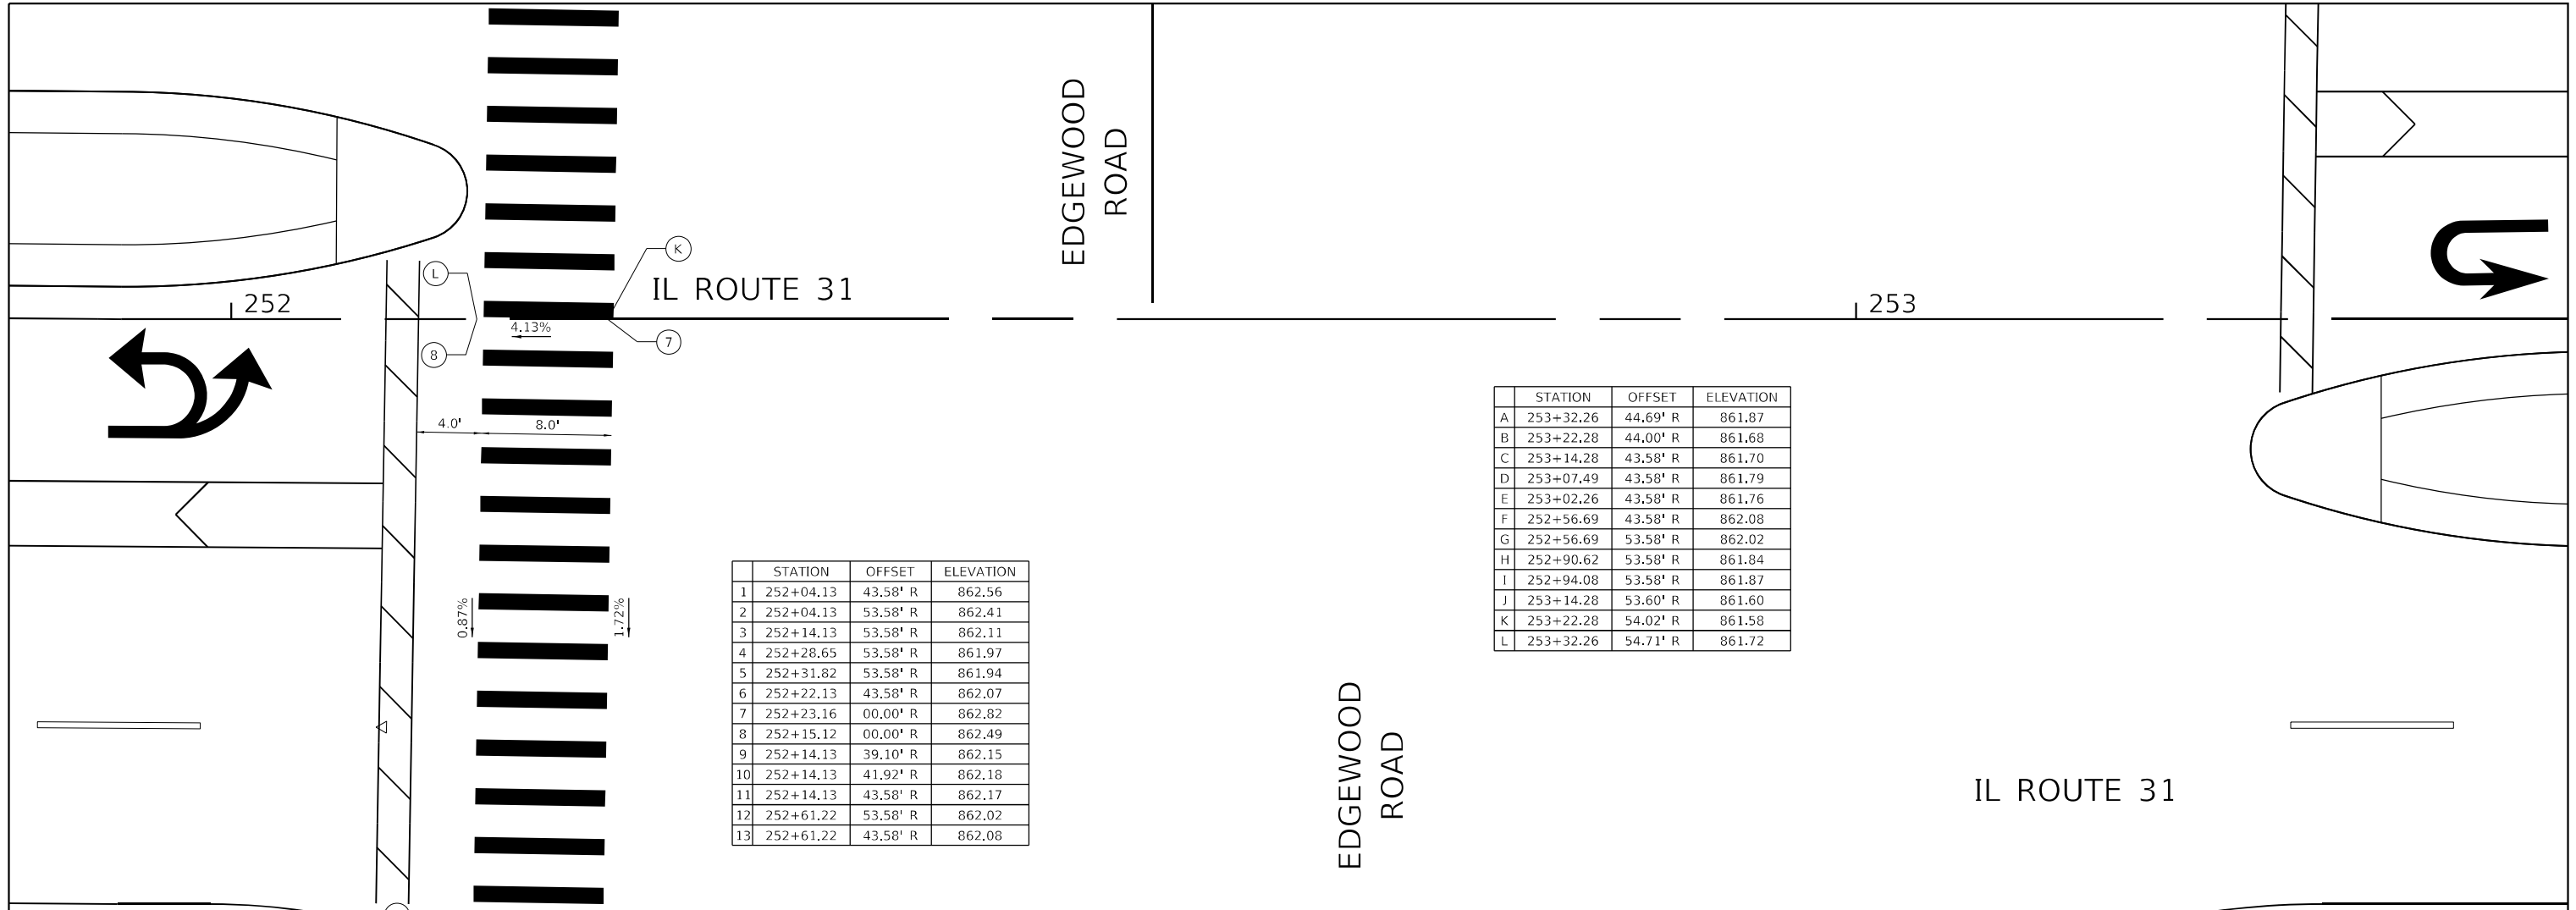 EDGEWOOD
ROAD
K
L
IL ROUTE 31
252
253
4.13%
7
8
4.0'
8.0'
STATION OFFSET ELEVATION
A 253+32.26 44.69' R 861.87
B 253+22.28 44.00' R 861.68
C 253+14.28 43.58' R 861.70
D 253+07.49 43.58' R 861.79
E 253+02.26 43.58' R 861.76
F 252+56.69 43.58' R 862.08
G 252+56.69 53.58' R 862.02
H 252+90.62 53.58' R 861.84
I 252+94.08 53.58' R 861.87
J 253+14.28 53.60' R 861.60
K 253+22.28 54.02' R 861.58
L 253+32.26 54.71' R 861.72
0.87%
1.72%
STATION OFFSET ELEVATION
1 252+04.13 43.58' R 862.56
2 252+04.13 53.58' R 862.41
3 252+14.13 53.58' R 862.11
4 252+28.65 53.58' R 861.97
5 252+31.82 53.58' R 861.94
6 252+22.13 43.58' R 862.07
7 252+23.16 00.00' R 862.82
8 252+15.12 00.00' R 862.49
9 252+14.13 39.10' R 862.15
10 252+14.13 41.92' R 862.18
11 252+14.13 43.58' R 862.17
12 252+61.22 53.58' R 862.02
13 252+61.22 43.58' R 862.08
EDGEWOOD
ROAD
IL ROUTE 31